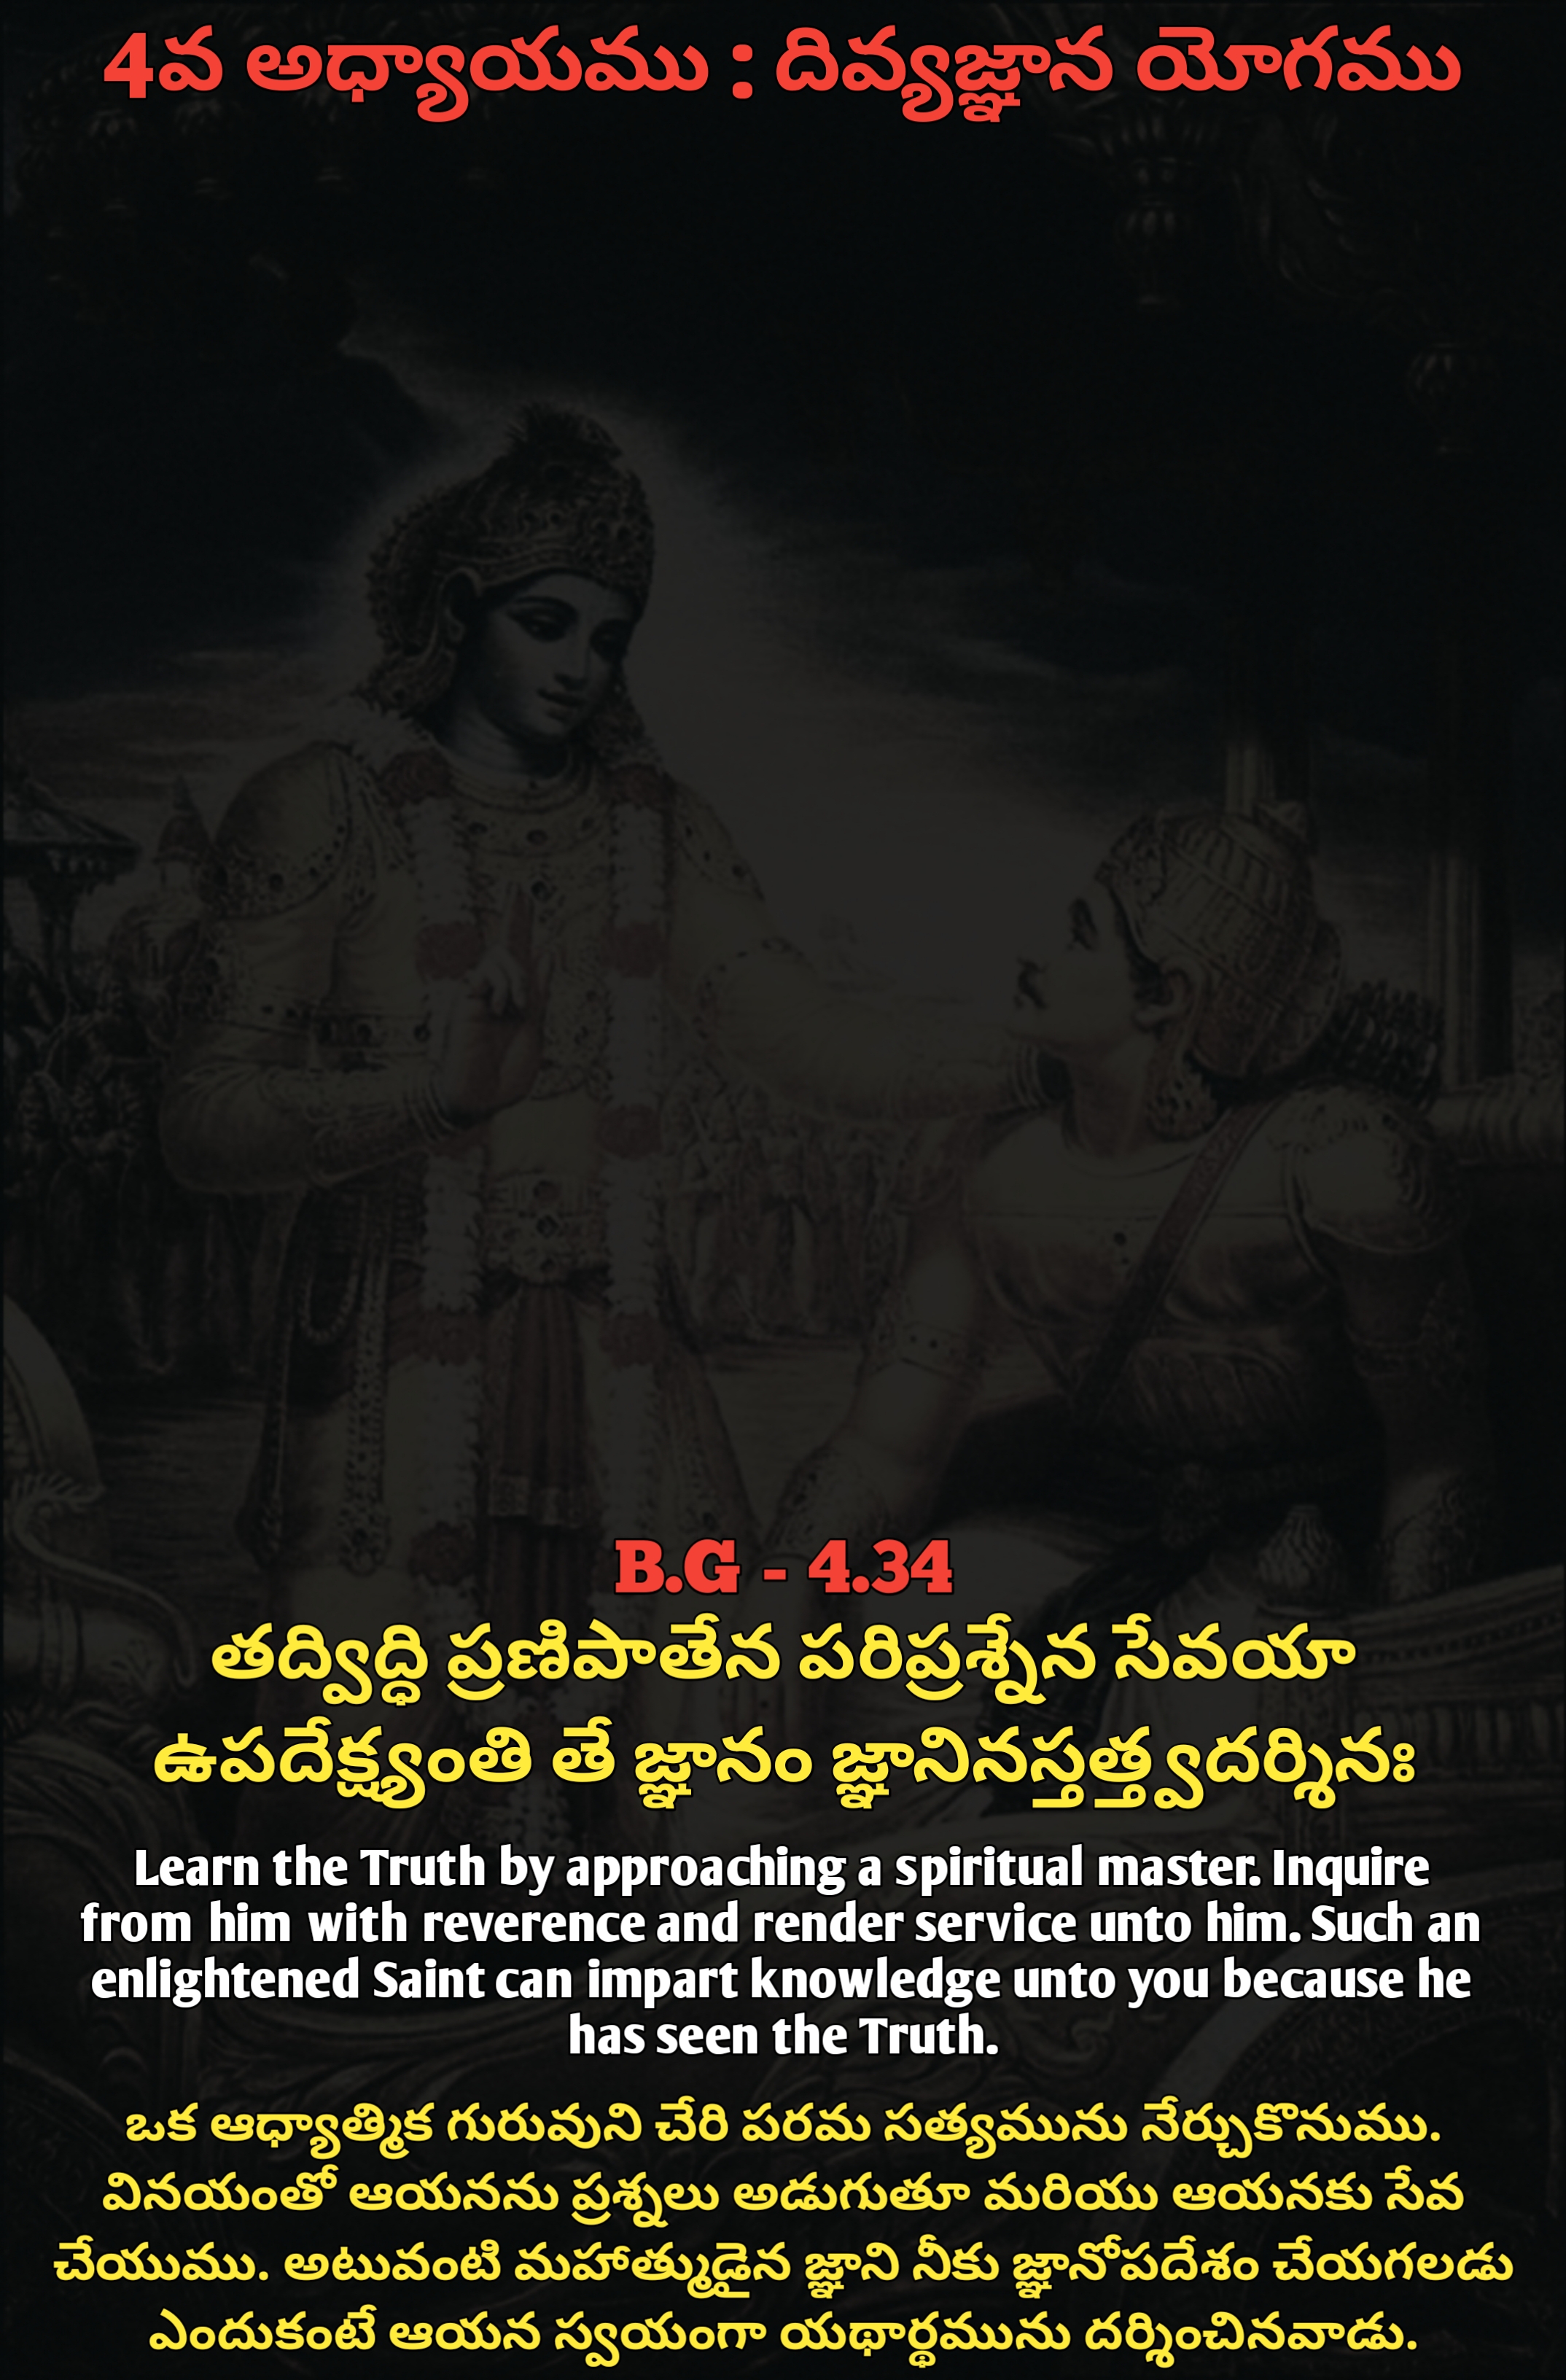 4వ అధ్యాయము : దివ్యజ్ఞాన యోగము
B.G - 4.34
తద్విద్ధి ప్రణిపాతేన పరిప్రశ్నేన సేవయా
ఉపదేక్ష్యంతి తే జ్ఞానం జ్ఞానినస్తత్త్వదర్శినః
Learn the Truth by approaching a spiritual master. Inquire
from him with reverence and render service unto him. Such an
enlightened Saint can impart knowledge unto you because he
has seen the Truth.
ఒక ఆధ్యాత్మిక గురువుని చేరి పరమ సత్యమును నేర్చుకొనుము.
వినయంతో ఆయనను ప్రశ్నలు అడుగుతూ మరియు ఆయనకు సేవ
చేయుము. అటువంటి మహాత్ముడైన జ్ఞాని నీకు జ్ఞానోపదేశం చేయగలడు
ఎందుకంటే ఆయన స్వయంగా యథార్థమును దర్శించినవాడు.